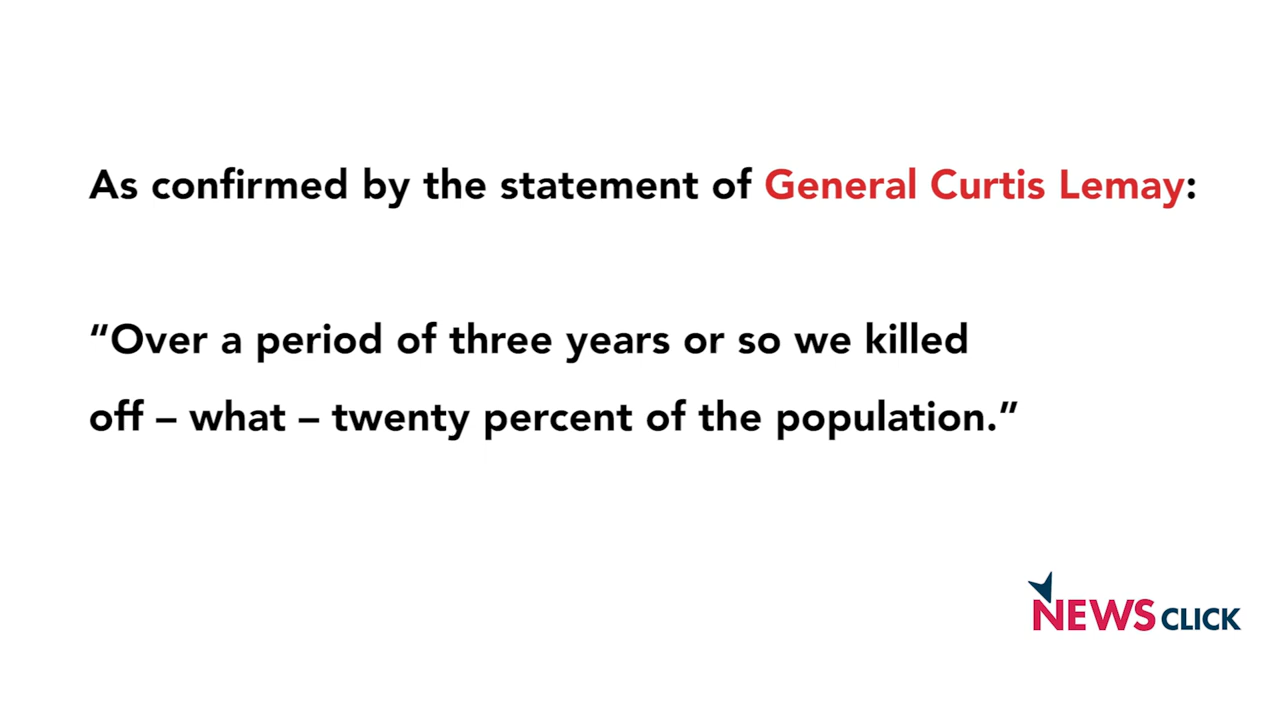 As confirmed by the statement of General Curtis Lemay:
“Over a period of three years or so we killed
off – what – twenty percent of the population.”
NEWS CLICK